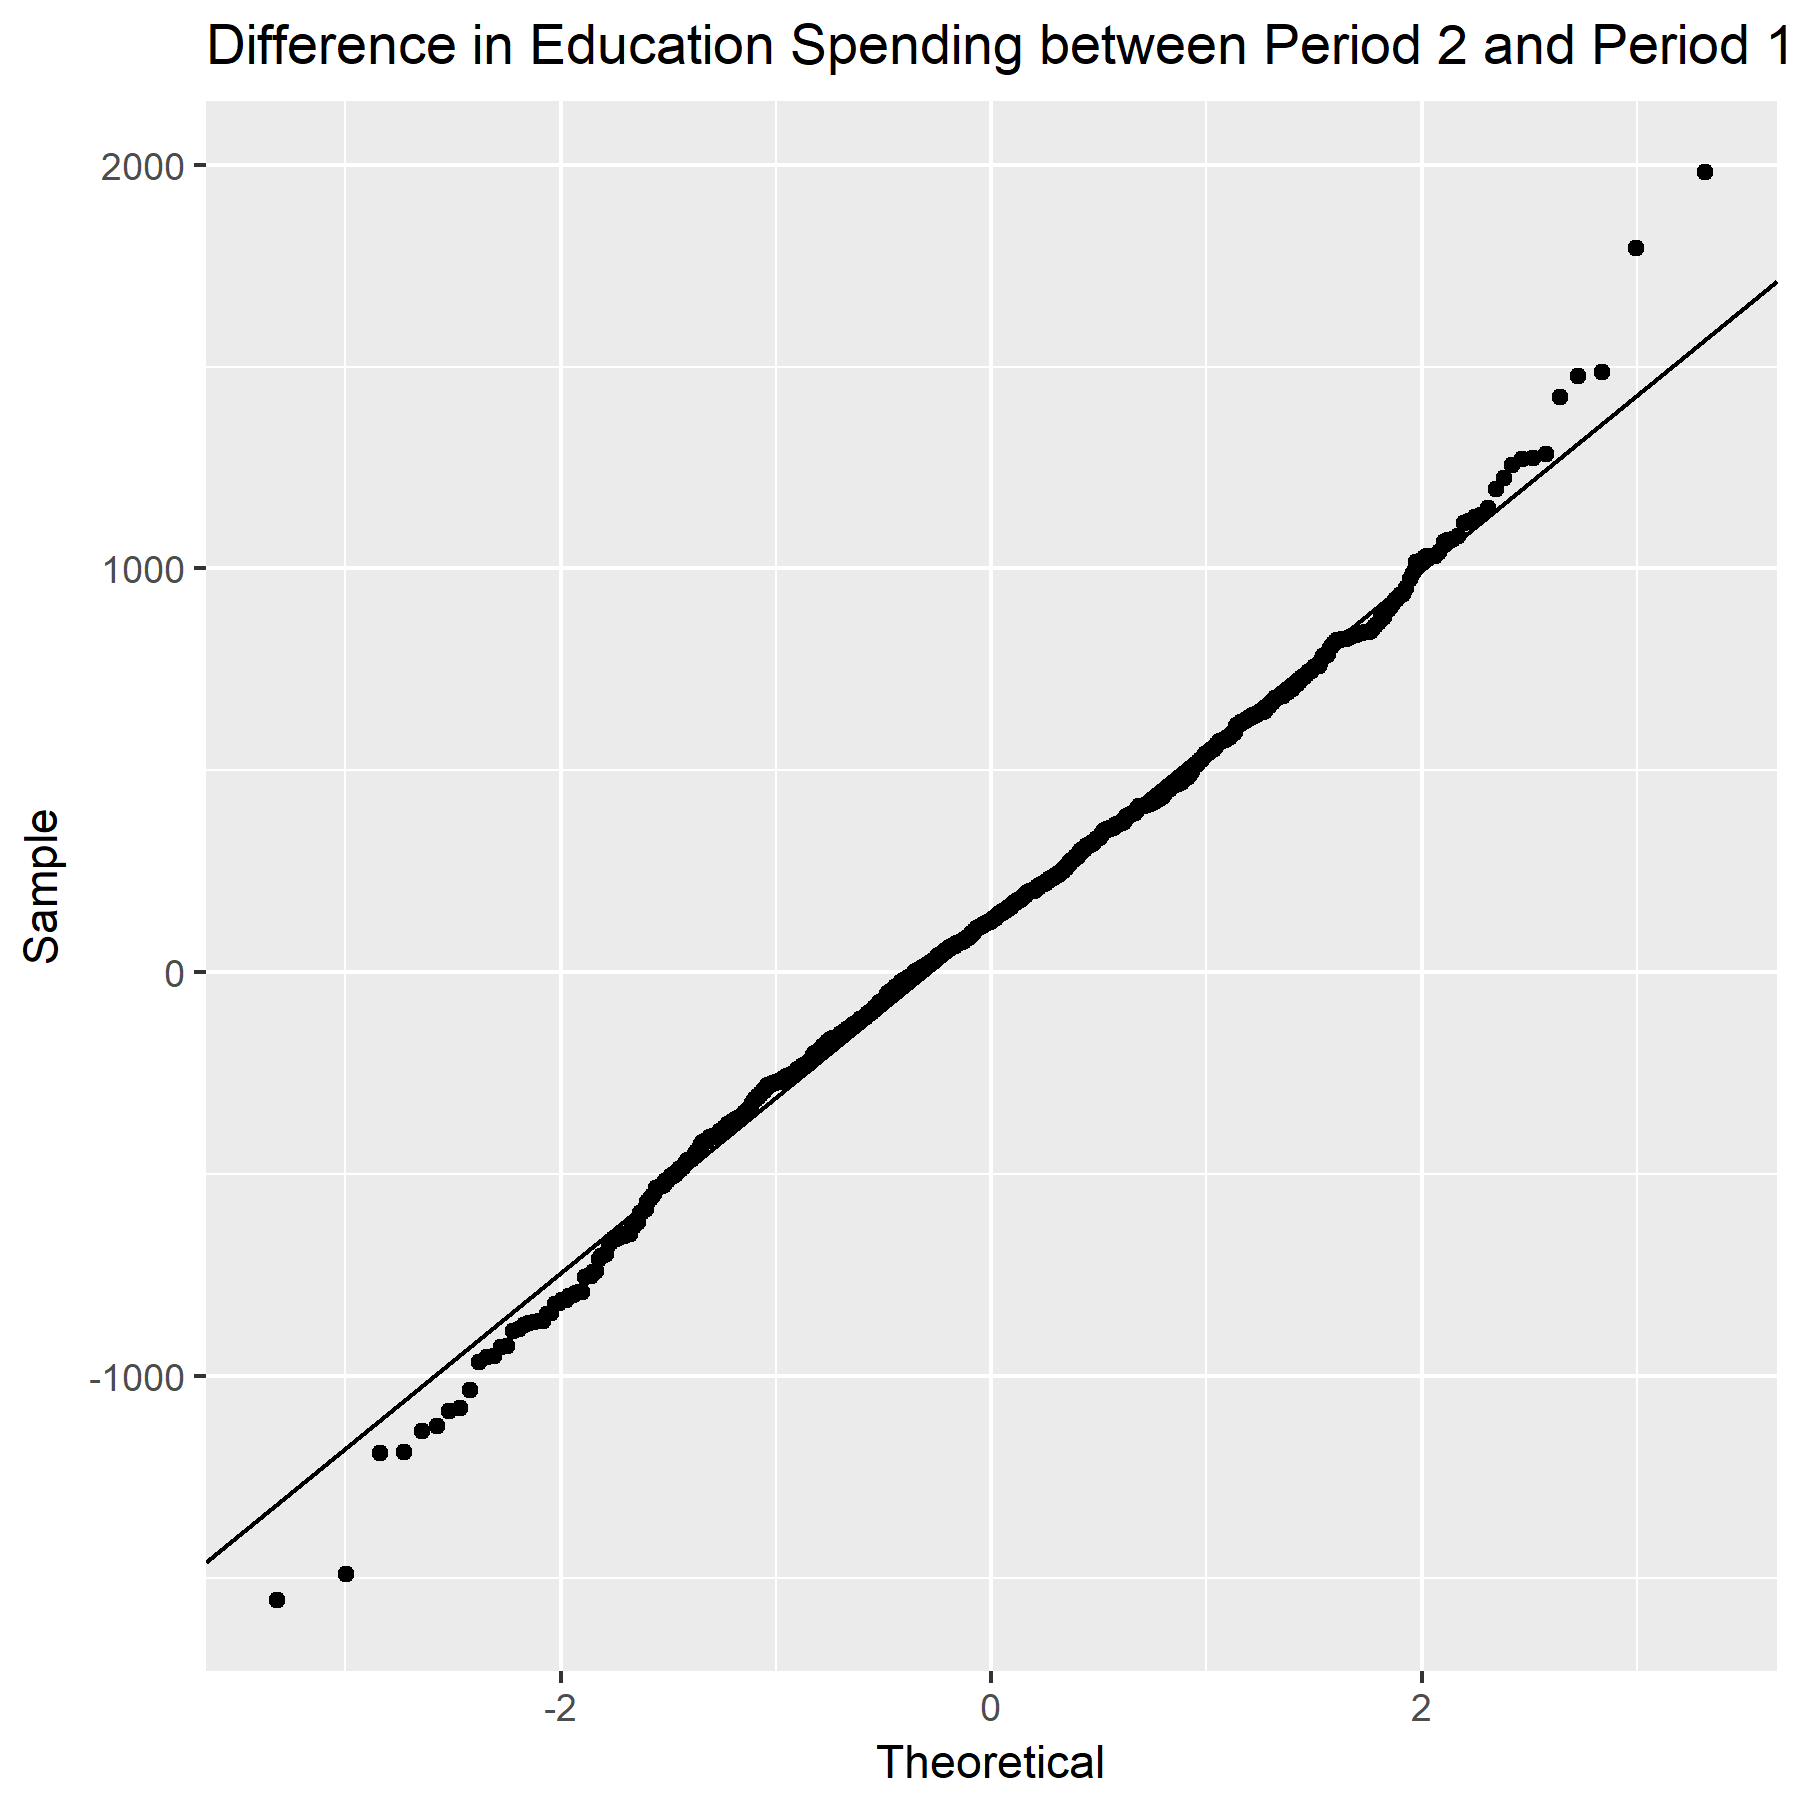 Difference in Education Spending between Period 2 and Period 1
2000
1000
0
-1000
Sample
-2
0
2
Theoretical